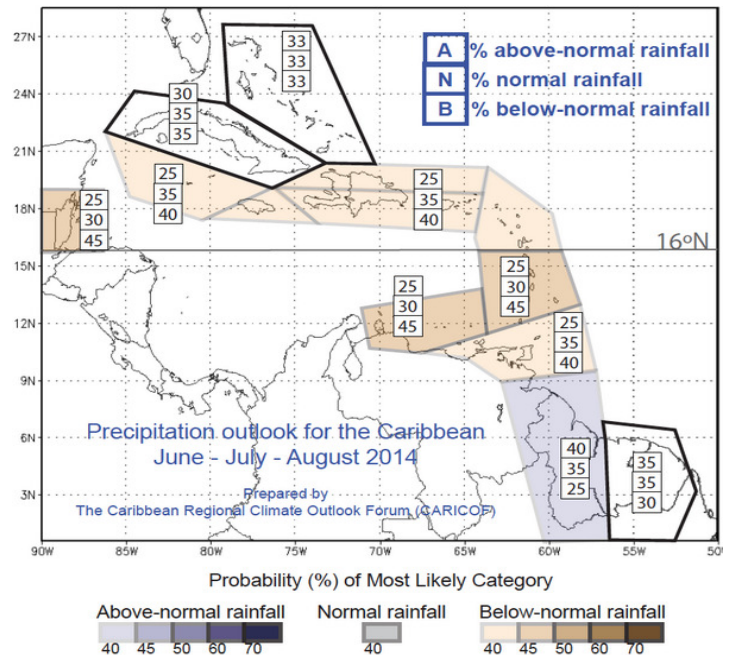 27N
24N
21N
18N
15N
12N
9N
6N
3N
A % above-normal rainfall
N % normal rainfall
B % below-normal rainfall
33
33
33
30
35
35
25
35
40
25
35
40
25
30
45
16ºN
25
30
45
25
30
45
25
35
40
40
35
25
35
35
30
Precipitation outlook for the Caribbean
June - July - August 2014
Prepared by
The Caribbean Regional Climate Outlook Forum (CARICOF)
90W 85W 80W 75W 70W 65W 60W 55W 50
Probability (%) of Most Likely Category
Above-normal rainfall Normal rainfall Below-normal rainfall
40 45 50 60 70 40 40 45 50 60 70